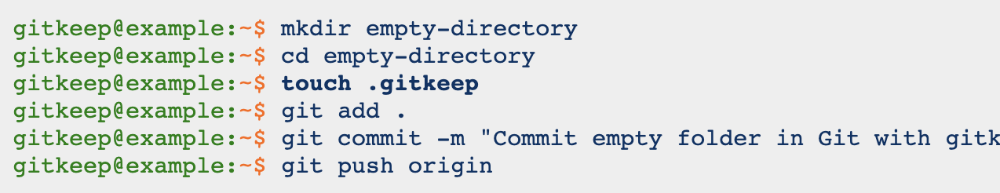 gitkeep@example:~$ mkdir empty-directory
gitkeep@example:~$ cd empty-directory
gitkeep@example:~$ touch .gitkeep
gitkeep@example:~$ git add .
gitkeep@example:~$ git commit -m "Commit empty folder in Git with gitk
gitkeep@example:~$ git push origin